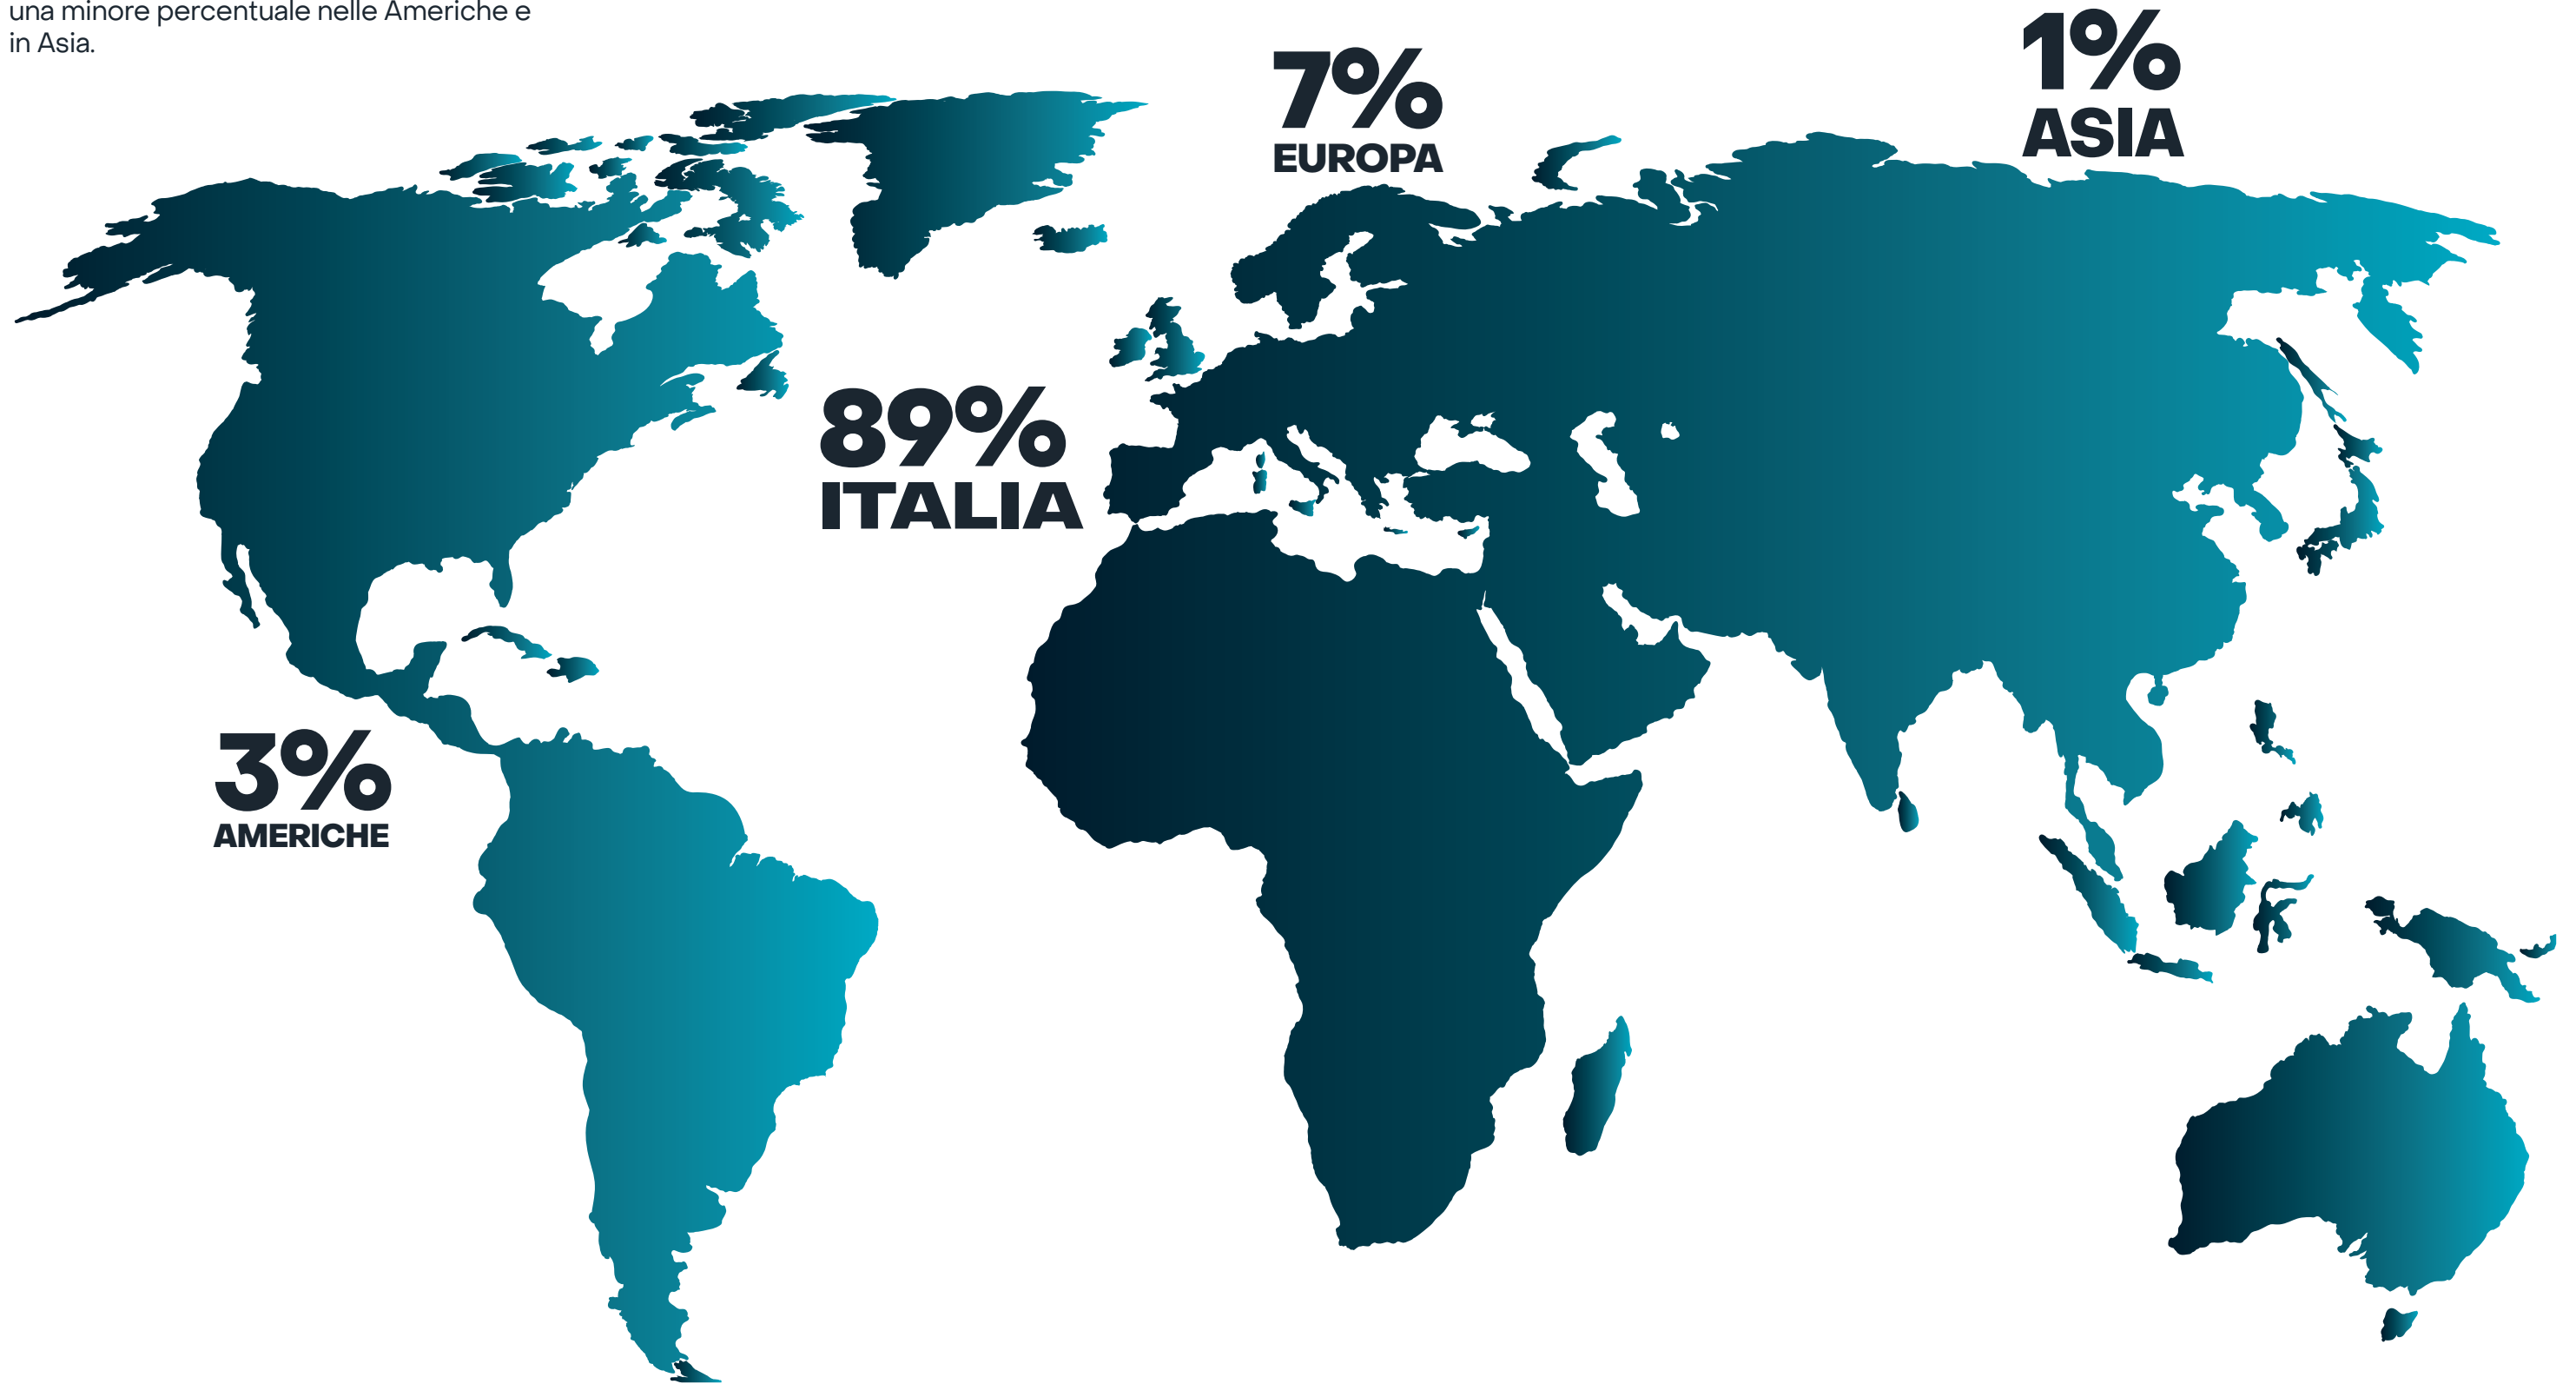 una minore percentuale nelle Americhe e
in Asia.
1%
ASIA
7%
EUROPA
89%
ITALIA
3%
AMERICHE